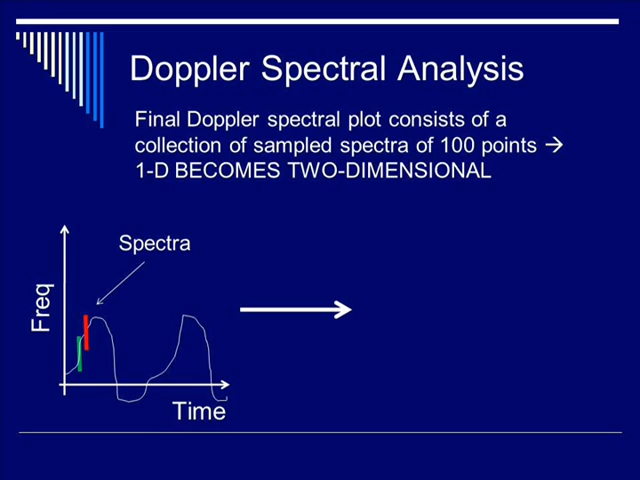 Doppler Spectral Analysis
Final Doppler spectral plot consists of a
collection of sampled spectra of 100 points →
1-D BECOMES TWO-DIMENSIONAL
Spectra
Freq
Time